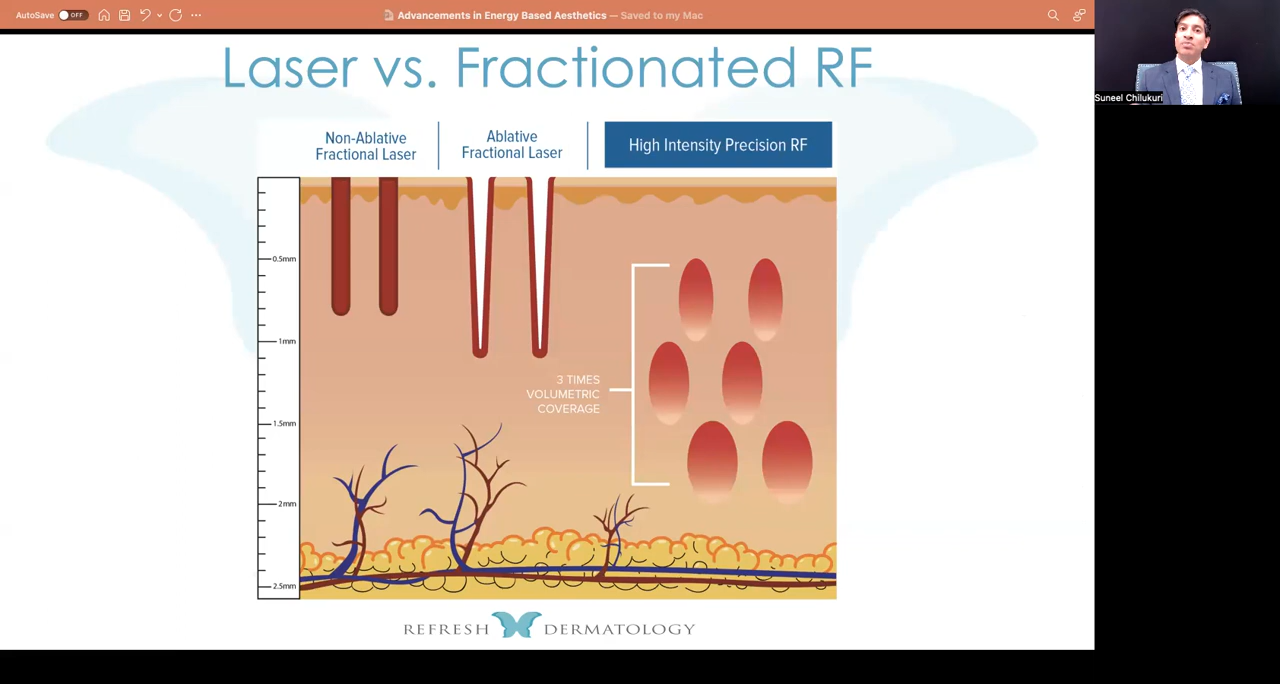 AutoSave OFF
Advancements in Energy Based Aesthetics — Saved to my Mac
Suneel Chilukuri
Laser vs. Fractionated RF
Non-Ablative
Fractional Laser
Ablative
Fractional Laser
High Intensity Precision RF
0.5mm
1mm
1.5mm
2mm
2.5mm
3 TIMES
VOLUMETRIC
COVERAGE
REFRESH DERMATOLOGY